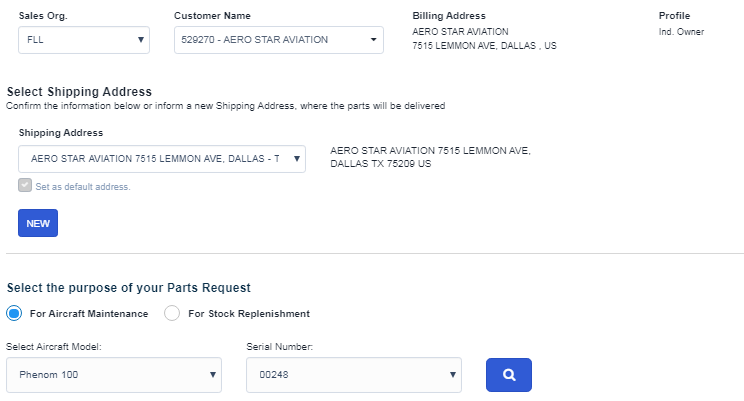 Sales Org.
Customer Name
Billing Address
Profile
FLL
529270 - AERO STAR AVIATION
AERO STAR AVIATION
7515 LEMMON AVE, DALLAS , US
Ind. Owner
Select Shipping Address
Confirm the information below or inform a new Shipping Address, where the parts will be delivered
Shipping Address
AERO STAR AVIATION 7515 LEMMON AVE, DALLAS - T
AERO STAR AVIATION 7515 LEMMON AVE,
DALLAS TX 75209 US
Set as default address.
NEW
Select the purpose of your Parts Request
For Aircraft Maintenance
For Stock Replenishment
Select Aircraft Model:
Serial Number:
Phenom 100
00248